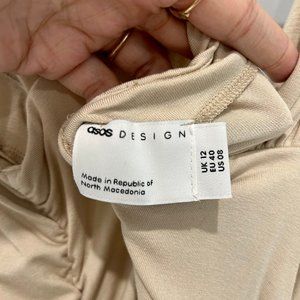 asos DESIGN
Made in Republic of
North Macedonia
UK 12
EU 40
US 08